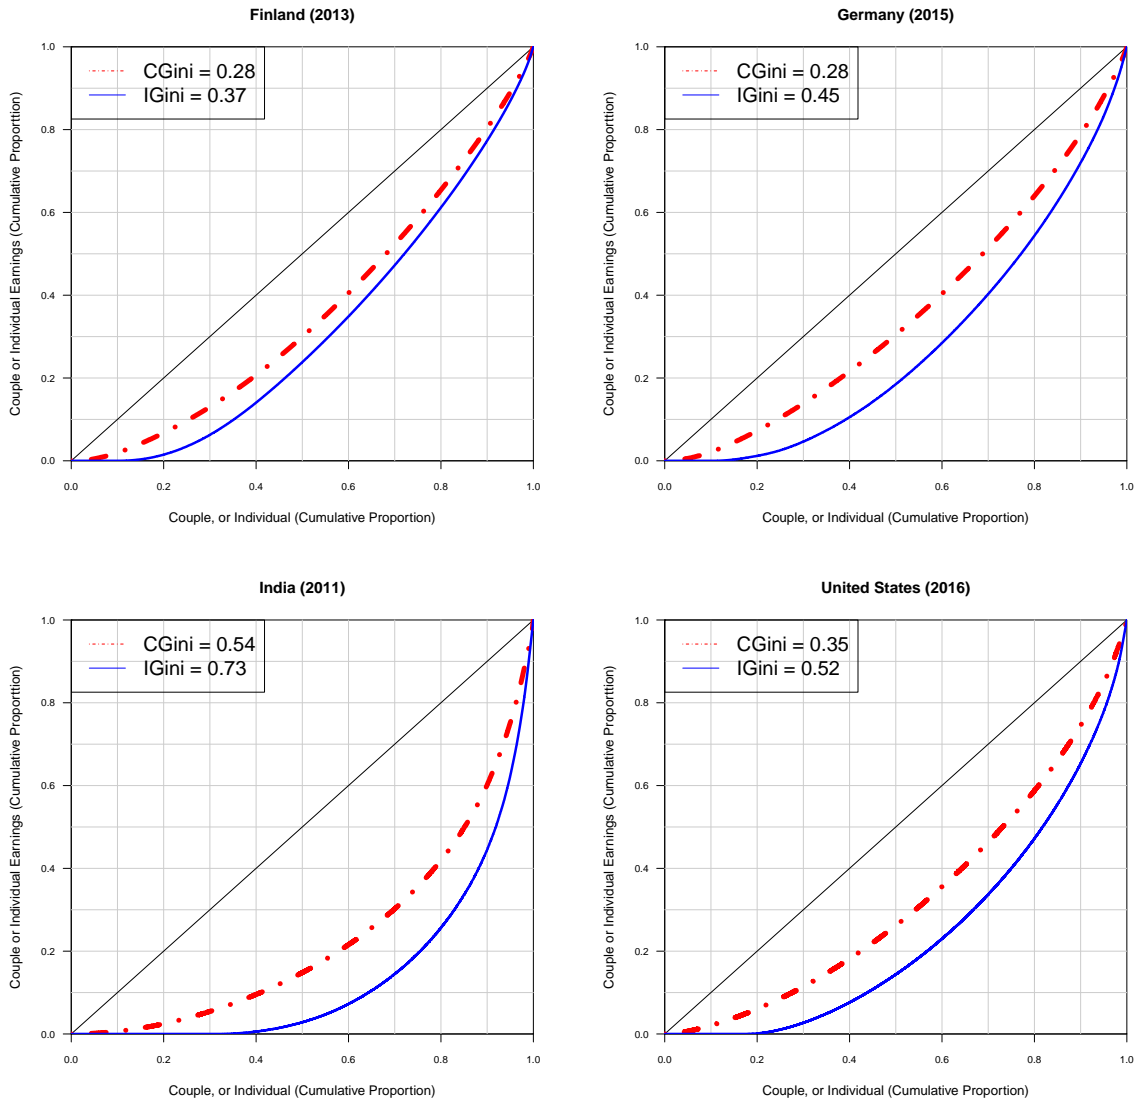 Finland (2013)
CGini = 0.28
IGini = 0.37
Couple or Individual Earnings (Cumulative Proporttion)
1.0
0.8
0.6
0.4
0.2
0.0
0.0 0.2 0.4 0.6 0.8 1.0
Couple, or Individual (Cumulative Proportion)
Germany (2015)
CGini = 0.28
IGini = 0.45
Couple or Individual Earnings (Cumulative Proporttion)
1.0
0.8
0.6
0.4
0.2
0.0
0.0 0.2 0.4 0.6 0.8 1.0
Couple, or Individual (Cumulative Proportion)
India (2011)
CGini = 0.54
IGini = 0.73
Couple or Individual Earnings (Cumulative Proporttion)
1.0
0.8
0.6
0.4
0.2
0.0
0.0 0.2 0.4 0.6 0.8 1.0
Couple, or Individual (Cumulative Proportion)
United States (2016)
CGini = 0.35
IGini = 0.52
Couple or Individual Earnings (Cumulative Proporttion)
1.0
0.8
0.6
0.4
0.2
0.0
0.0 0.2 0.4 0.6 0.8 1.0
Couple, or Individual (Cumulative Proportion)